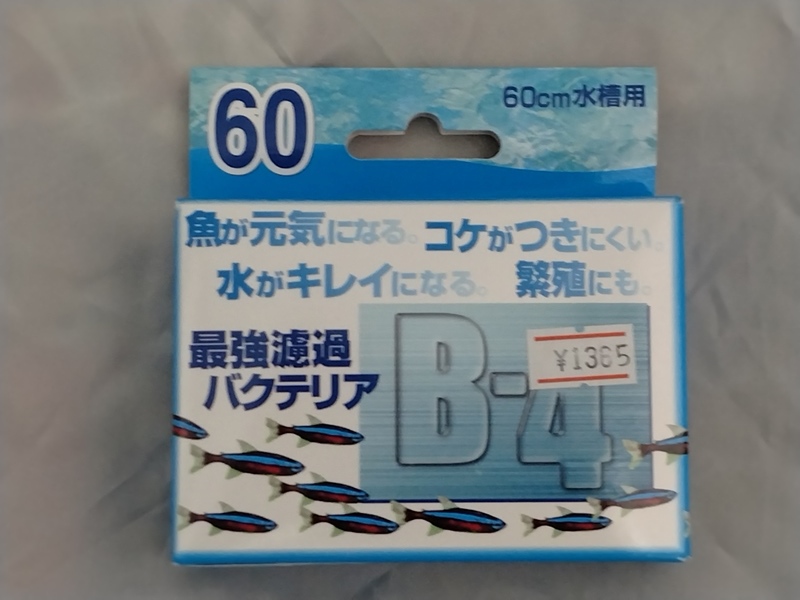 60
60cm水槽用
魚が元気になる。コケがつきにくい。
水がキレイになる。 繁殖にも。
最強濾過
バクテリア
B-4
¥1365